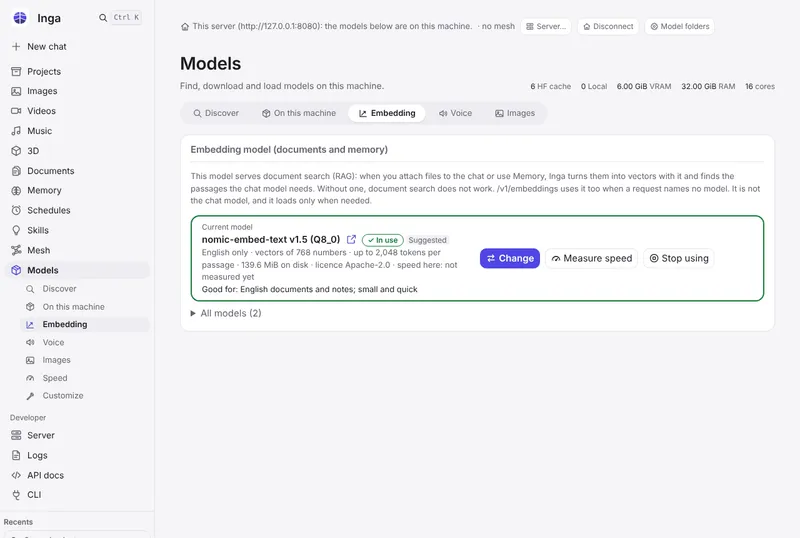 Inga
Ctrl K
New chat
Projects
Images
Videos
Music
3D
Documents
Memory
Schedules
Skills
Mesh
Models
Discover
On this machine
Embedding
Voice
Images
Speed
Customize
Developer
Server
Logs
API docs
CLI
Recents
This server (http://127.0.0.1:8080): the models below are on this machine. · no mesh
Server...
Disconnect
Model folders
Models
Find, download and load models on this machine.
6 HF cache 0 Local 6.00 GiB VRAM 32.00 GiB RAM 16 cores
Discover
On this machine
Embedding
Voice
Images
Embedding model (documents and memory)
This model serves document search (RAG): when you attach files to the chat or use Memory, Inga turns them into vectors with it and finds the
passages the chat model needs. Without one, document search does not work. /v1/embeddings uses it too when a request names no model. It is not
the chat model, and it loads only when needed.
Current model
nomic-embed-text v1.5 (Q8_0) In use Suggested
English only · vectors of 768 numbers · up to 2,048 tokens per
passage · 139.6 MiB on disk · licence Apache-2.0 · speed here: not
measured yet
Good for: English documents and notes; small and quick
Change
Measure speed
Stop using
All models (2)